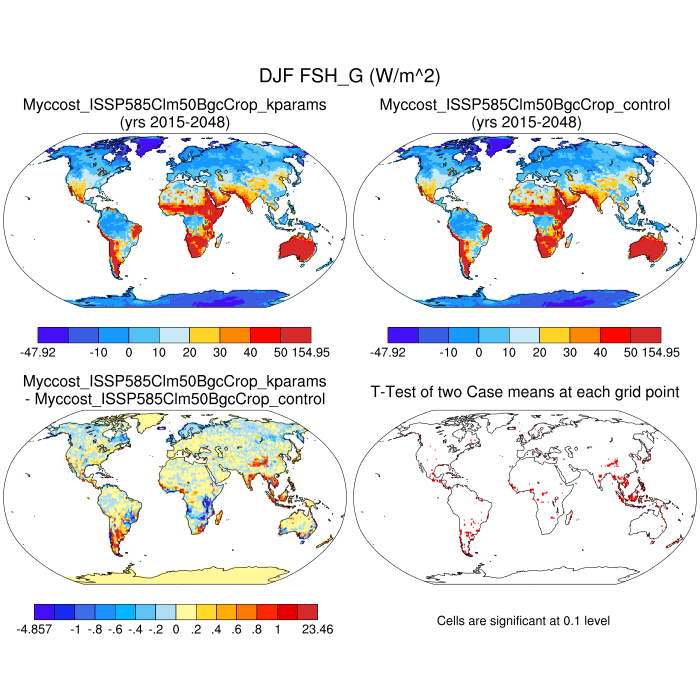 DJF FSH_G (W/m^2)
Myccost_ISSP585Clm50BgcCrop_kparams
(yrs 2015-2048)
Myccost_ISSP585Clm50BgcCrop_control
(yrs 2015-2048)
-47.92 -10 0 10 20 30 40 50 154.95
-47.92 -10 0 10 20 30 40 50 154.95
Myccost_ISSP585Clm50BgcCrop_kparams
- Myccost_ISSP585Clm50BgcCrop_control
T-Test of two Case means at each grid point
-4.857 -1 -.8 -.6 -.4 -.2 0 .2 .4 .6 .8 1 23.46
Cells are significant at 0.1 level